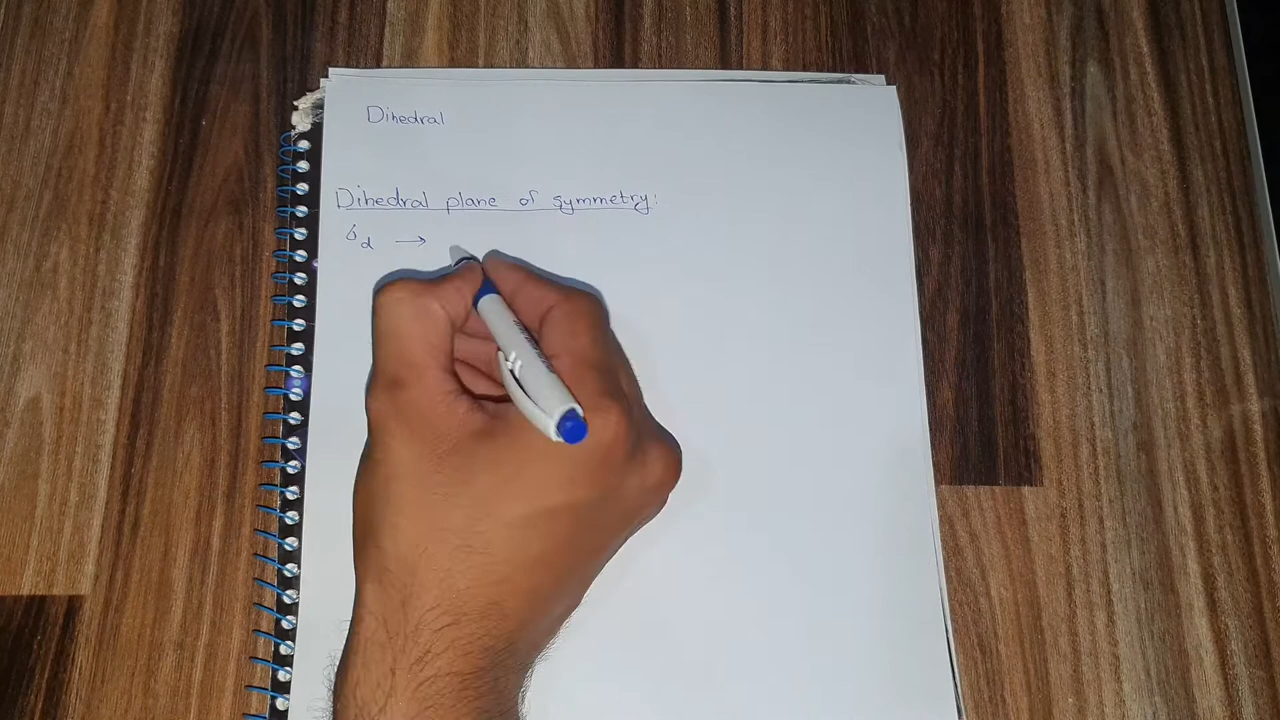 Dihedral
Dihedral plane of symmetry:
σd →